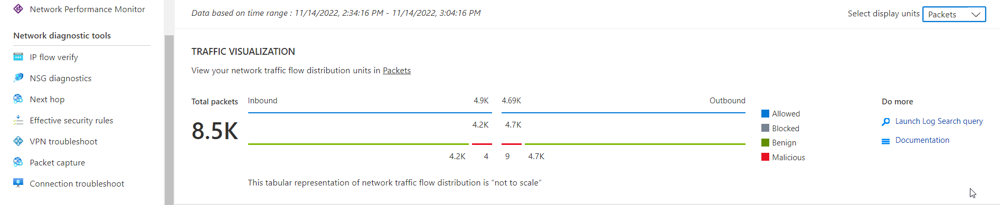 Network Performance Monitor
Network diagnostic tools
IP flow verify
NSG diagnostics
Next hop
Effective security rules
VPN troubleshoot
Packet capture
Connection troubleshoot
Data based on time range : 11/14/2022, 2:34:16 PM - 11/14/2022, 3:04:16 PM
Select display units Packets
TRAFFIC VISUALIZATION
View your network traffic flow distribution units in Packets
Total packets
8.5K
Inbound 4.9K 4.69K Outbound
4.2K 4.7K
4.2K 4 9 4.7K
This tabular representation of network traffic flow distribution is “not to scale”
Allowed
Blocked
Benign
Malicious
Do more
Launch Log Search query
Documentation